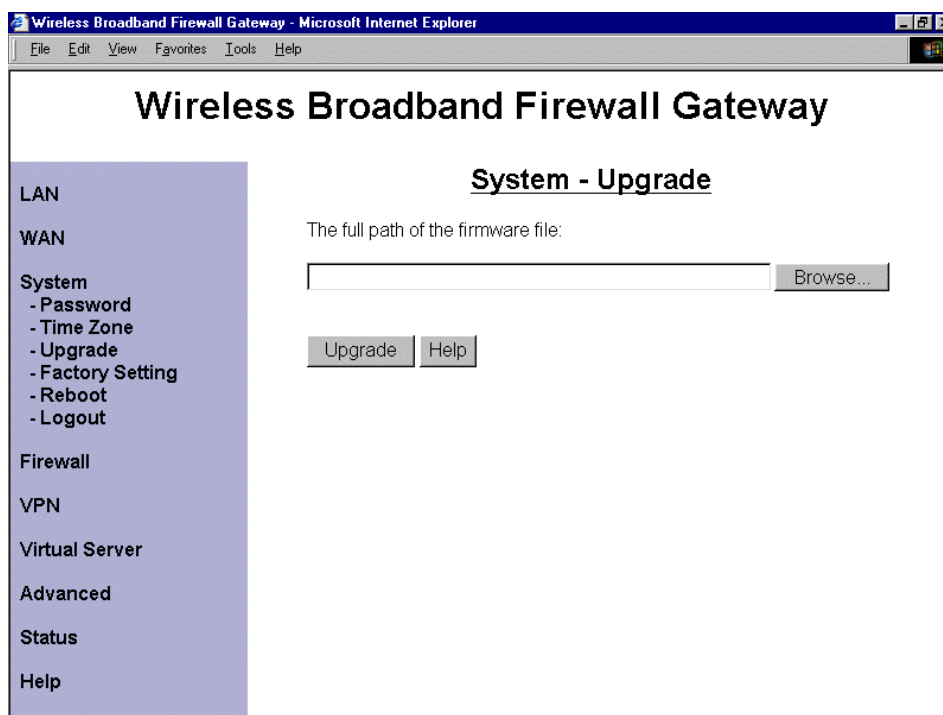 Wireless Broadband Firewall Gateway - Microsoft Internet Explorer
File Edit View Favorites Tools Help
Wireless Broadband Firewall Gateway
LAN
WAN
System
- Password
- Time Zone
- Upgrade
- Factory Setting
- Reboot
- Logout
Firewall
VPN
Virtual Server
Advanced
Status
Help
System - Upgrade
The full path of the firmware file:
Browse...
Upgrade Help